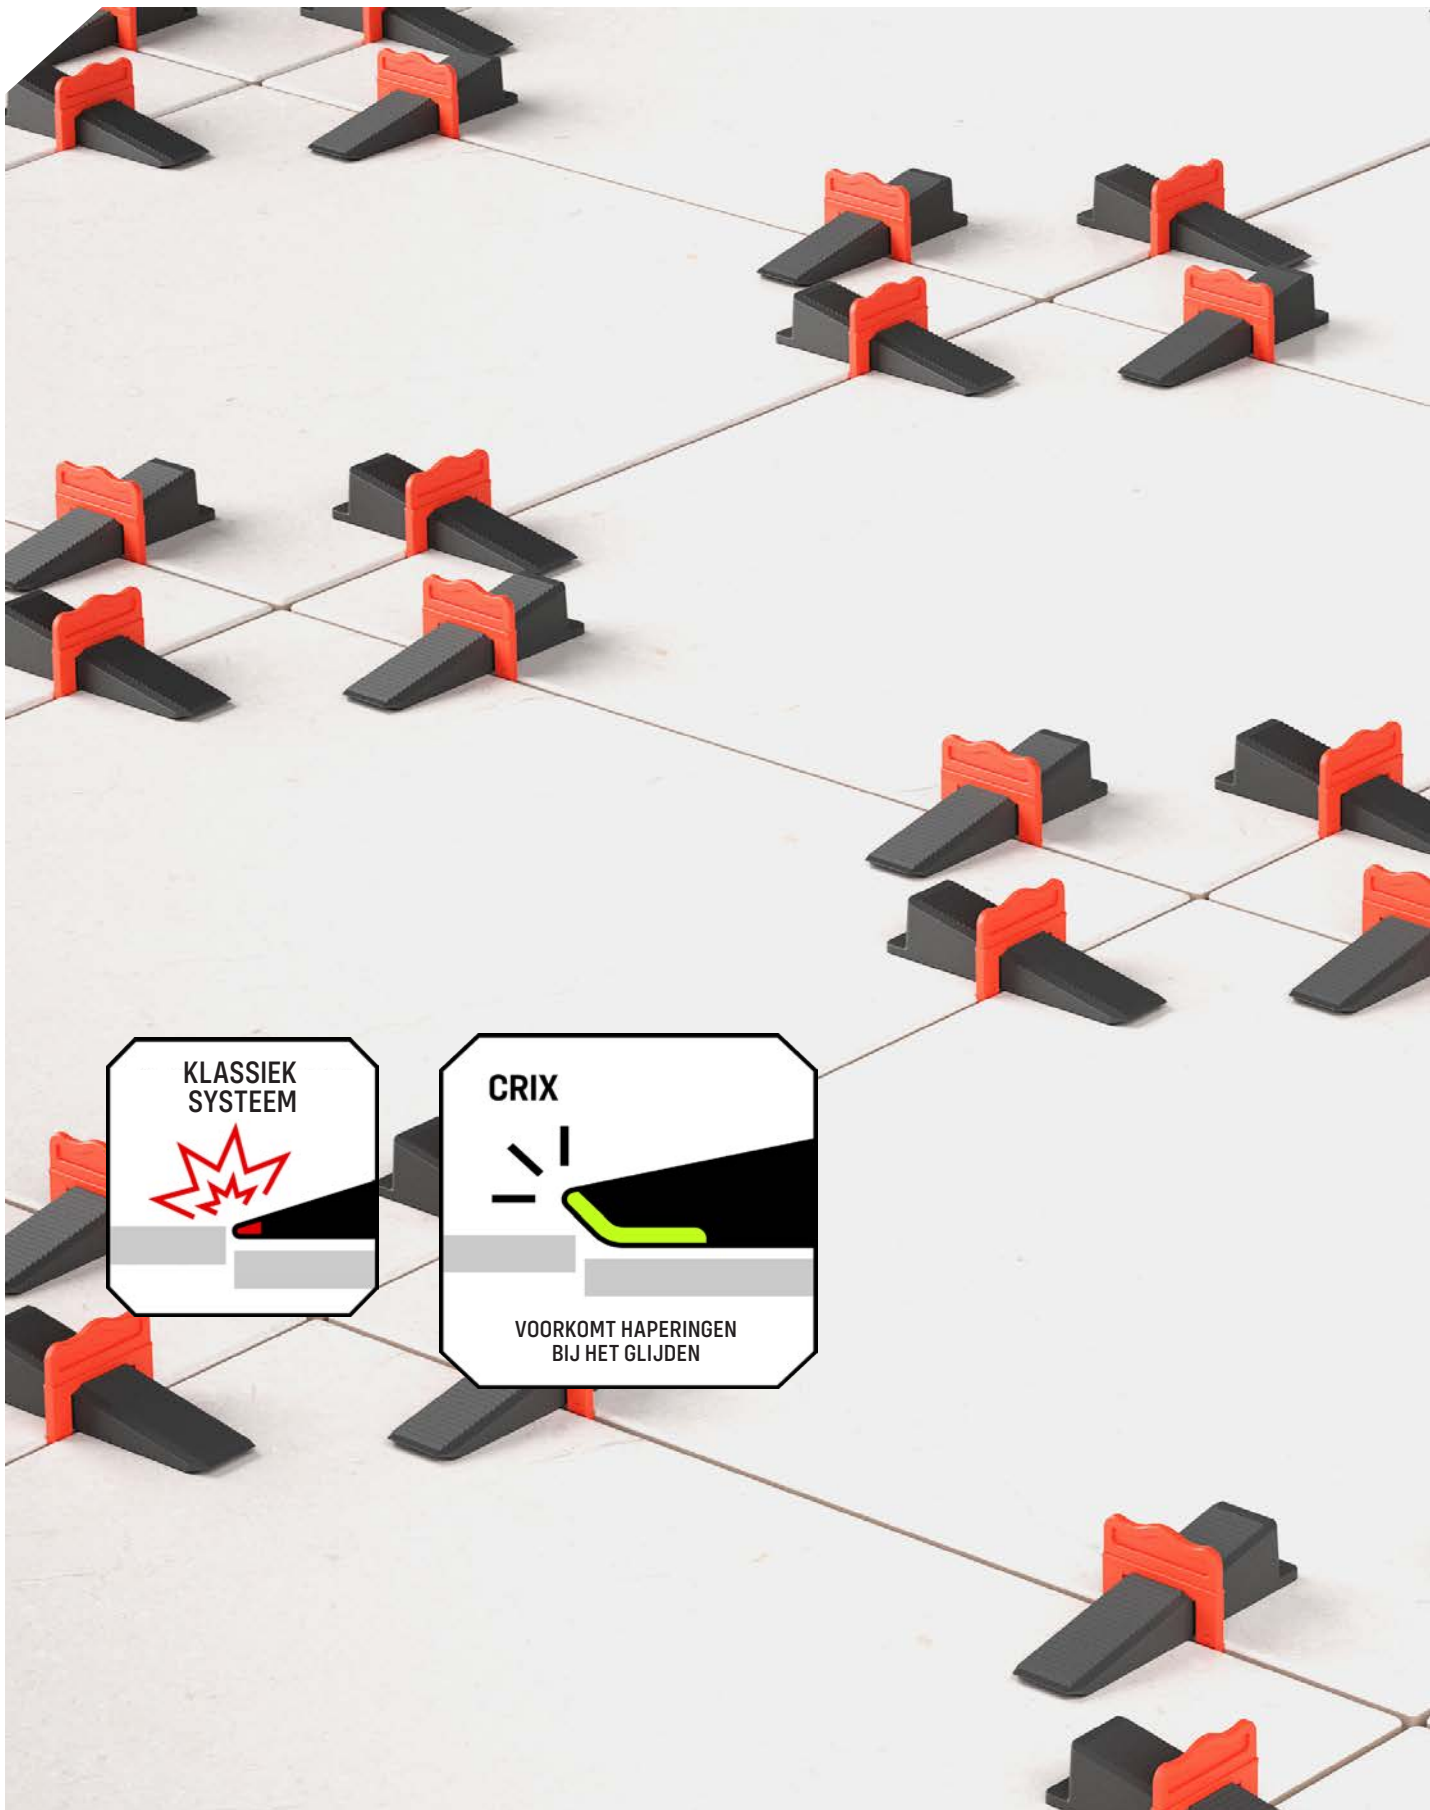 KLASSIEK
SYSTEEM
CRIX
VOORKOMT HAPERINGEN
BIJ HET GLIJDEN